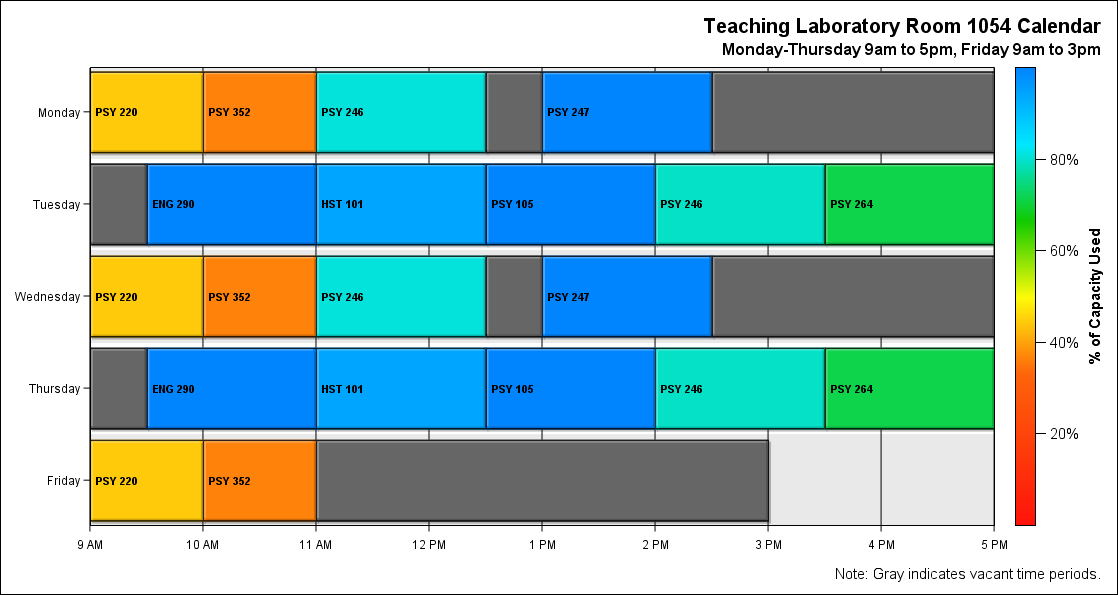 Teaching Laboratory Room 1054 Calendar
Monday-Thursday 9am to 5pm, Friday 9am to 3pm
Monday
PSY 220
PSY 352
PSY 246
PSY 247
Tuesday
ENG 290
HST 101
PSY 105
PSY 246
PSY 264
Wednesday
PSY 220
PSY 352
PSY 246
PSY 247
Thursday
ENG 290
HST 101
PSY 105
PSY 246
PSY 264
Friday
PSY 220
PSY 352
9 AM
10 AM
11 AM
12 PM
1 PM
2 PM
3 PM
4 PM
5 PM
80%
60%
40%
20%
% of Capacity Used
Note: Gray indicates vacant time periods.